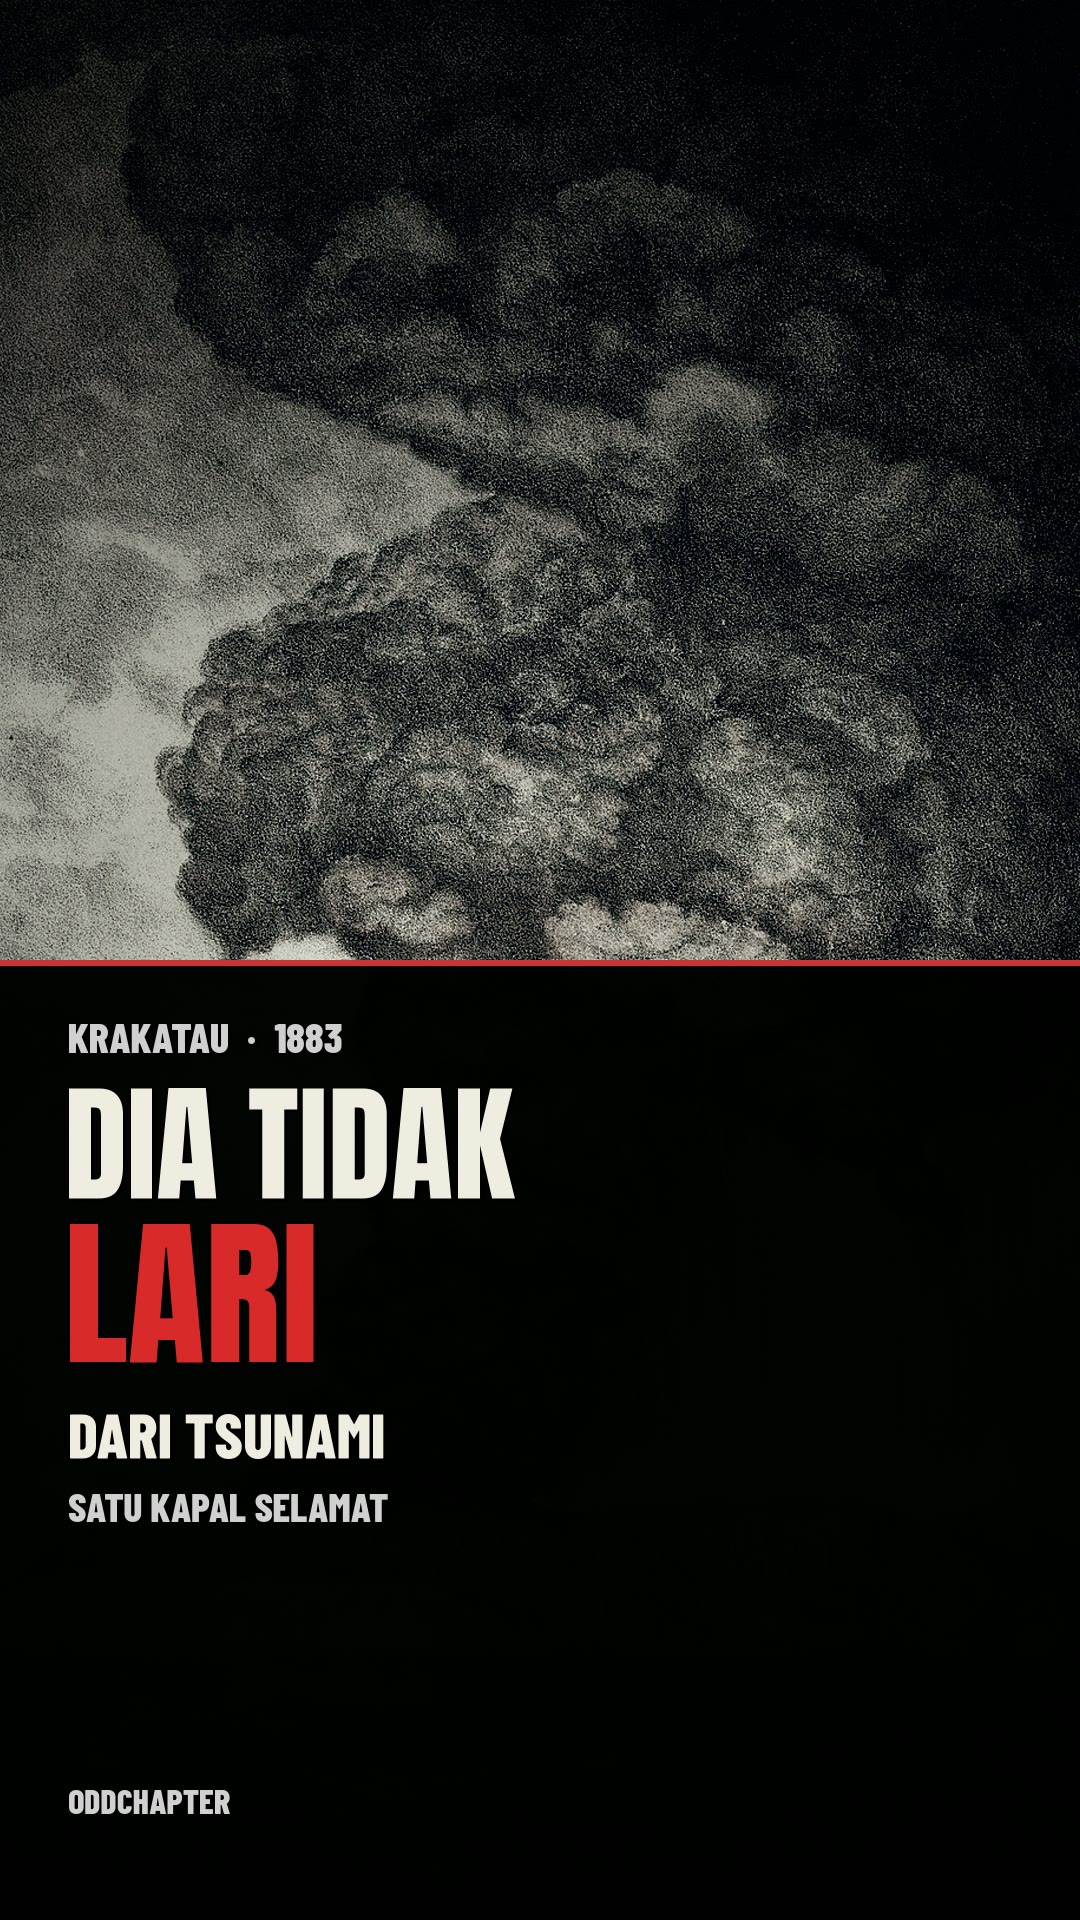 KRAKATAU · 1883
DIA TIDAK
LARI
DARI TSUNAMI
SATU KAPAL SELAMAT
ODDCHAPTER